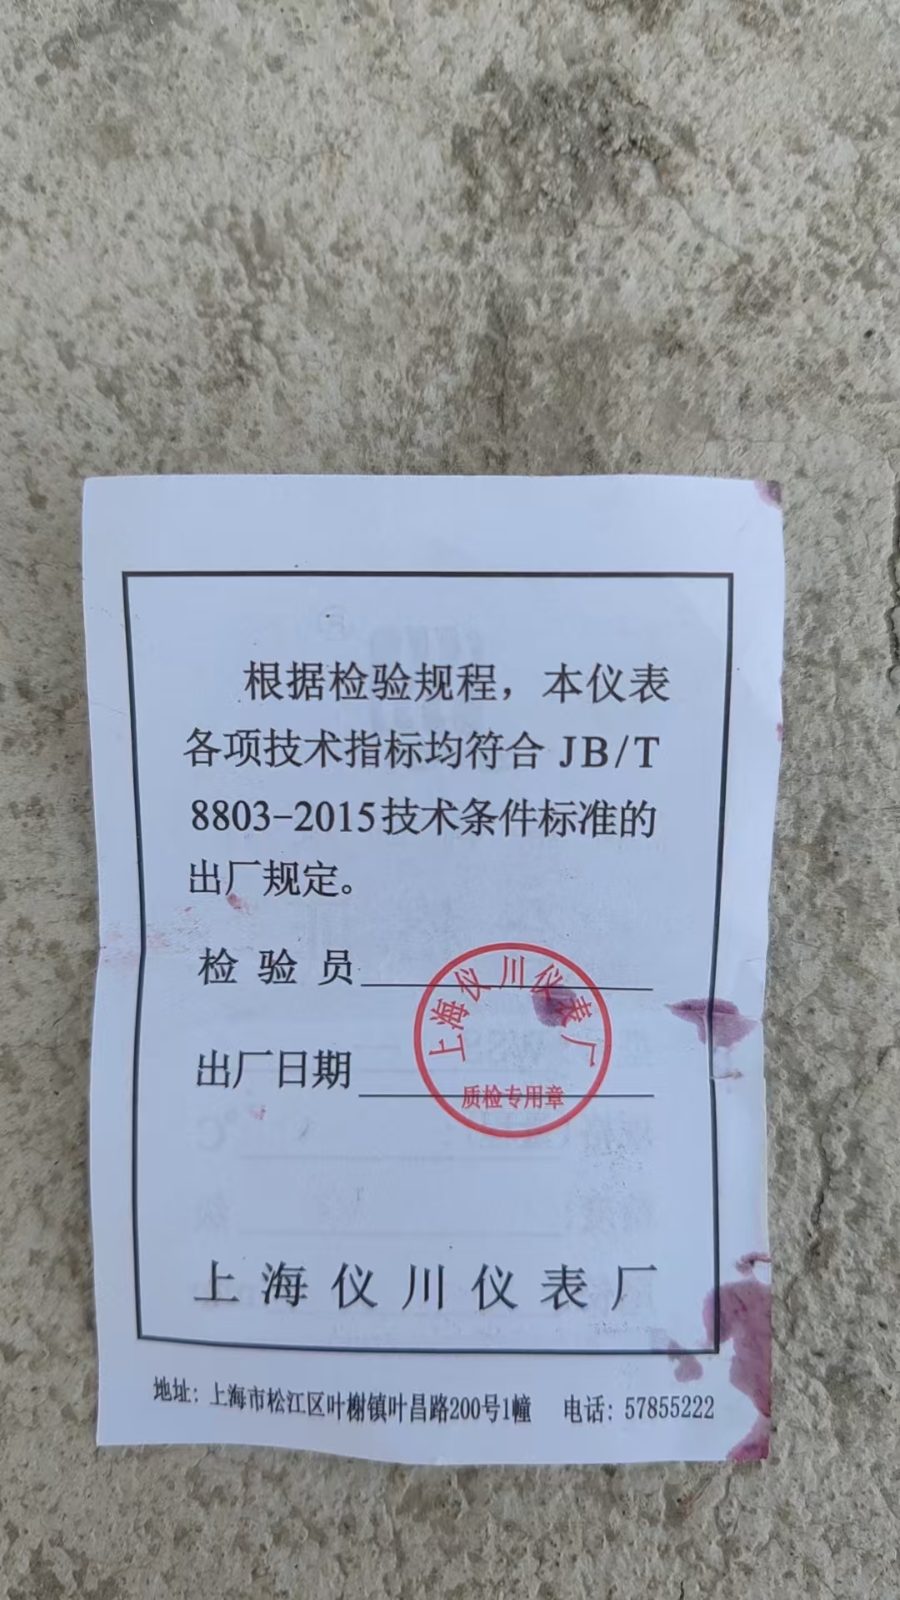 根据检验规程，本仪表
各项技术指标均符合 JB/T
8803-2015技术条件标准的
出厂规定。
检 验 员
上海仪川仪表厂
质检专用章
出厂日期
上海仪川仪表厂
地址: 上海市松江区叶榭镇叶昌路200号1幢 电话: 57855222